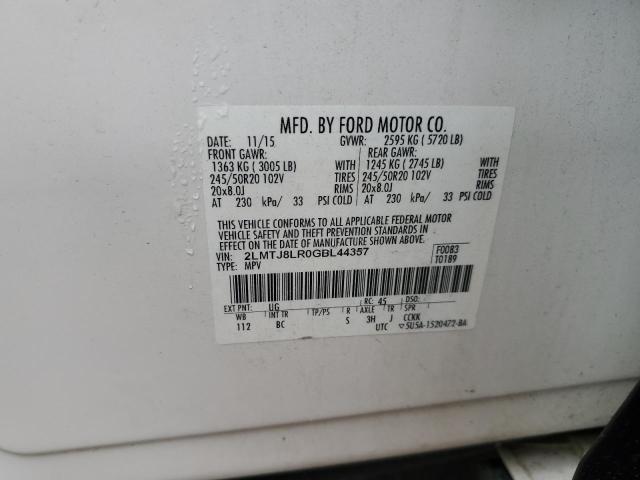 MFD. BY FORD MOTOR CO.
DATE: 11/15 GVWR: 2595 KG ( 5720 LB)
FRONT GAWR: REAR GAWR:
1363 KG ( 3005 LB) WITH 1245 KG ( 2745 LB) WITH
245/50R20 102V TIRES 245/50R20 102V TIRES
20x8.0J RIMS 20x8.0J RIMS
AT 230 kPa/ 33 PSI COLD AT 230 kPa/ 33 PSI COLD
THIS VEHICLE CONFORMS TO ALL APPLICABLE FEDERAL MOTOR
VEHICLE SAFETY AND THEFT PREVENTION STANDARDS IN
EFFECT ON THE DATE OF MANUFACTURE SHOWN ABOVE.
VIN: 2LMTJ8LR0GBL44357 F0083
TYPE: MPV T0189
EXT PNT: UG RC: 45 DSO:
WB INT TR TP/PS R AXLE TR SPR
112 BC S 3H J CCKK
UTC ▽5U5A-1520472-BA